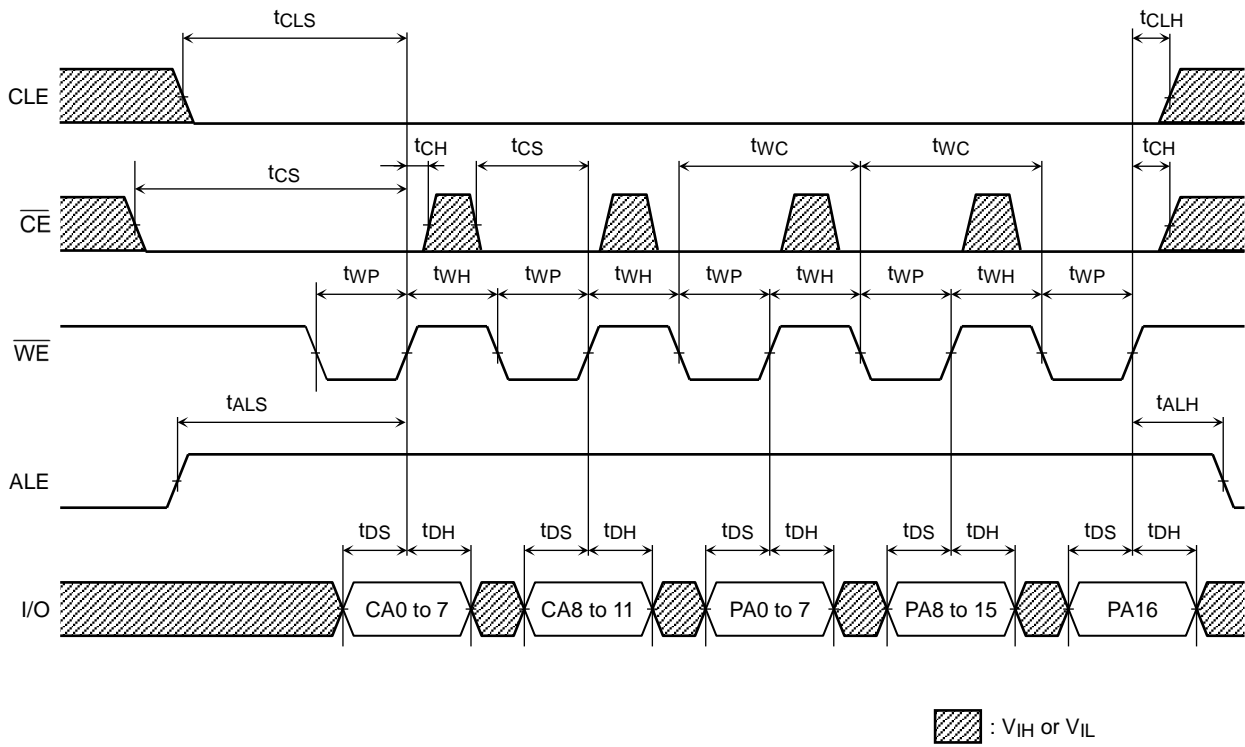 tCLS tCLH
CLE
tCH tCS tWC tWC tCH
tCS
CE
tWP tWH tWP tWH tWP tWH tWP tWH tWP
WE
tALS tALH
ALE
tDS tDH tDS tDH tDS tDH tDS tDH tDS tDH
I/O CA0 to 7 CA8 to 11 PA0 to 7 PA8 to 15 PA16
: VIH or VIL